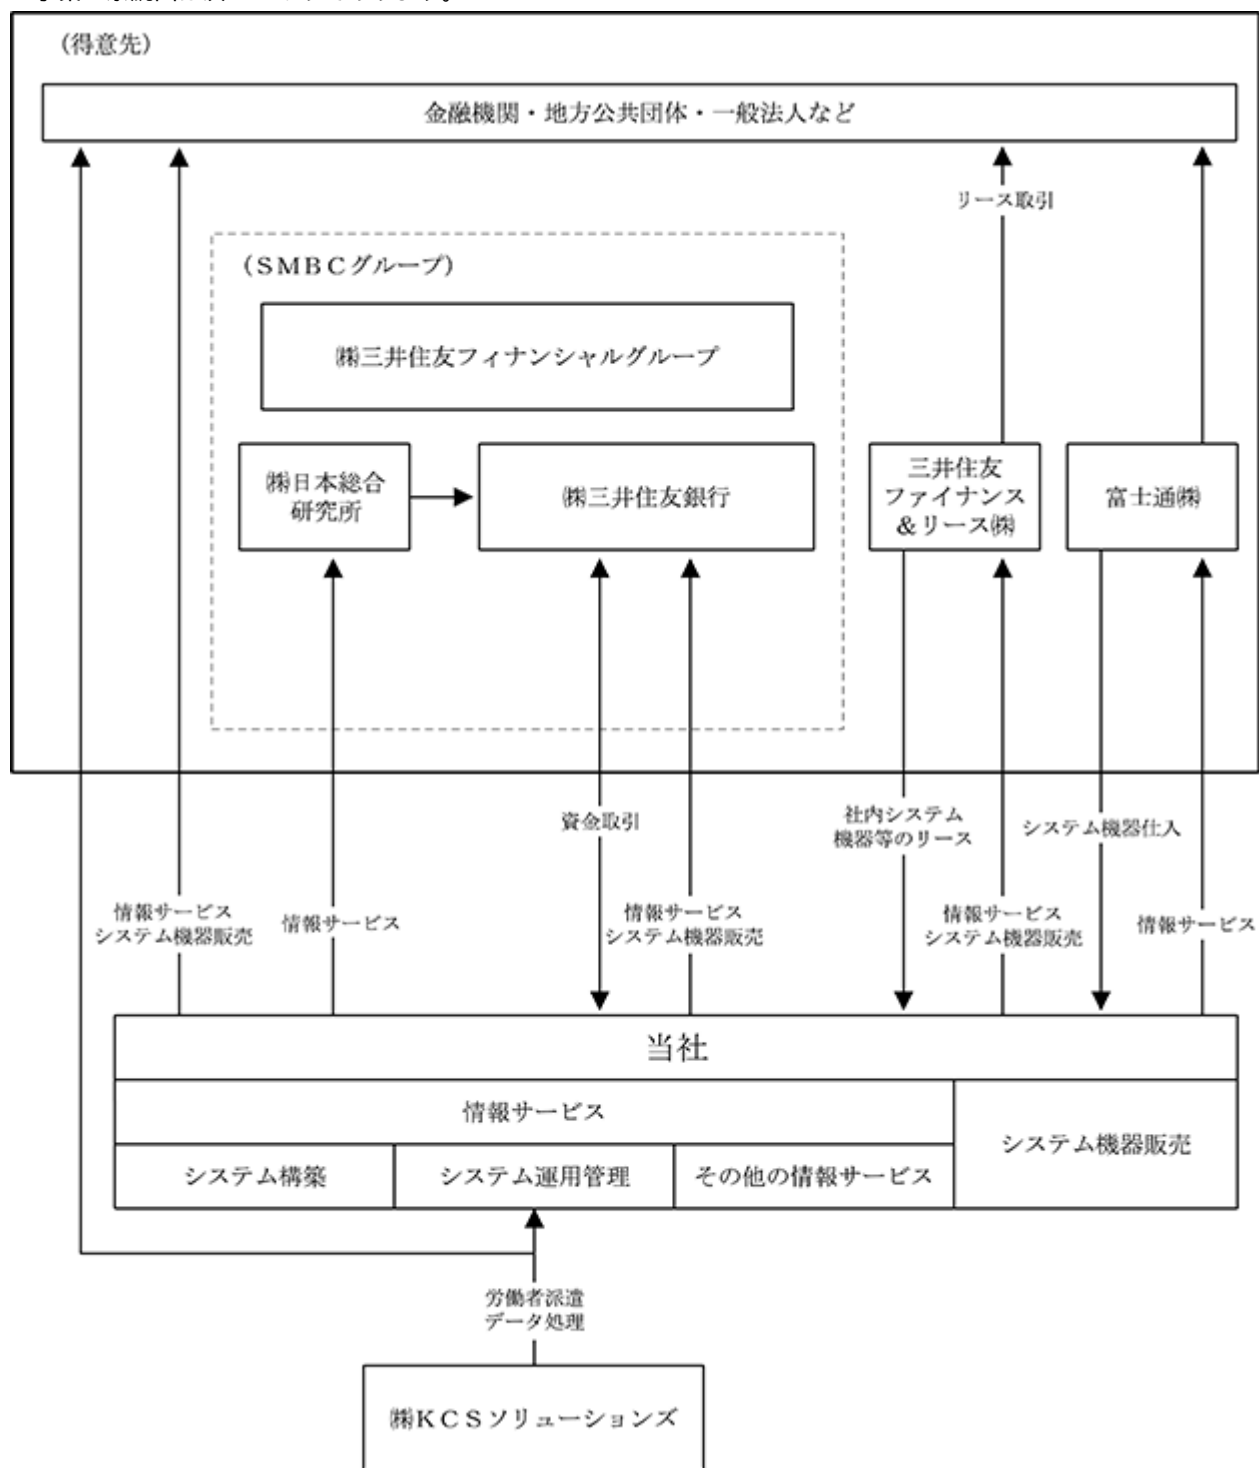 (得意先)
金融機関・地方公共団体・一般法人など
リース取引
(SMBCグループ)
㈱三井住友フィナンシャルグループ
㈱日本総合
研究所
㈱三井住友銀行
三井住友
ファイナンス
&リース㈱
富士通㈱
資金取引
社内システム
機器等のリース
システム機器仕入
情報サービス
システム機器販売
情報サービス
情報サービス
システム機器販売
情報サービス
システム機器販売
情報サービス
当社
情報サービス
システム機器販売
システム構築
システム運用管理
その他の情報サービス
労働者派遣
データ処理
㈱KCSソリューションズ